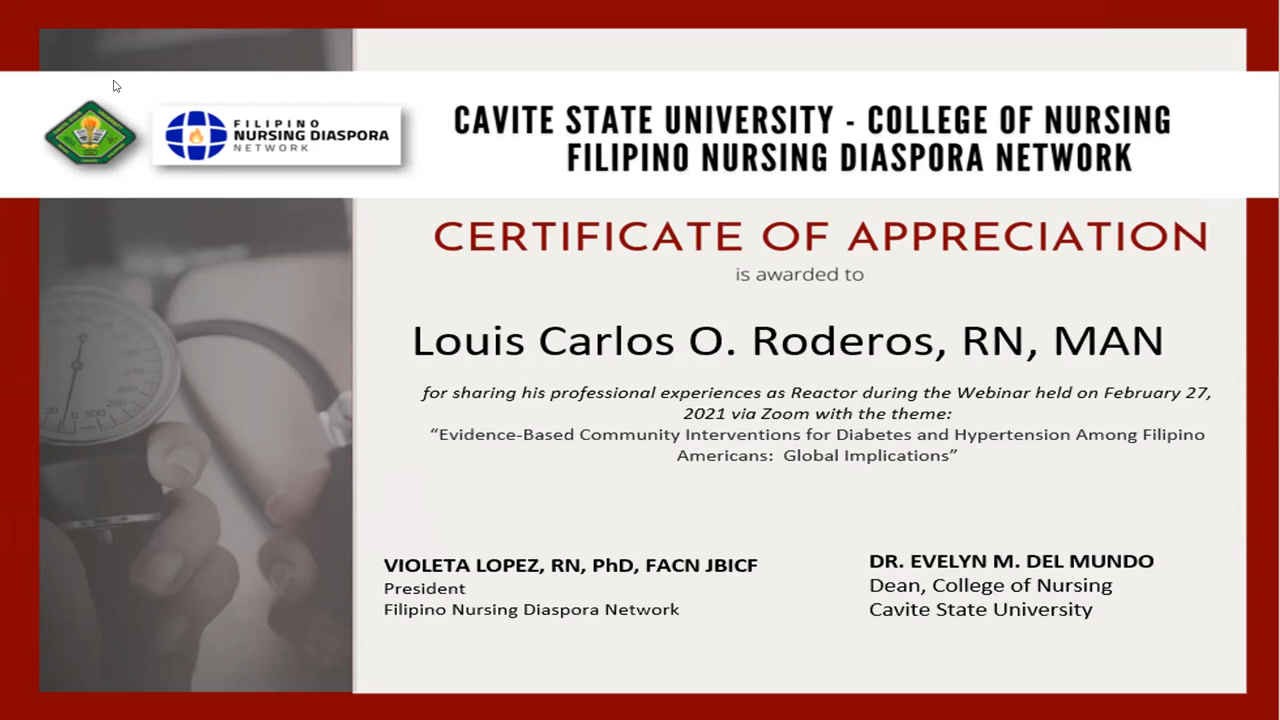 FILIPINO
NURSING DIASPORA
NETWORK
CAVITE STATE UNIVERSITY - COLLEGE OF NURSING
FILIPINO NURSING DIASPORA NETWORK
CERTIFICATE OF APPRECIATION
is awarded to
Louis Carlos O. Roderos, RN, MAN
for sharing his professional experiences as Reactor during the Webinar held on February 27,
2021 via Zoom with the theme:
“Evidence-Based Community Interventions for Diabetes and Hypertension Among Filipino
Americans: Global Implications”
VIOLETA LOPEZ, RN, PhD, FACN JBICF
President
Filipino Nursing Diaspora Network
DR. EVELYN M. DEL MUNDO
Dean, College of Nursing
Cavite State University